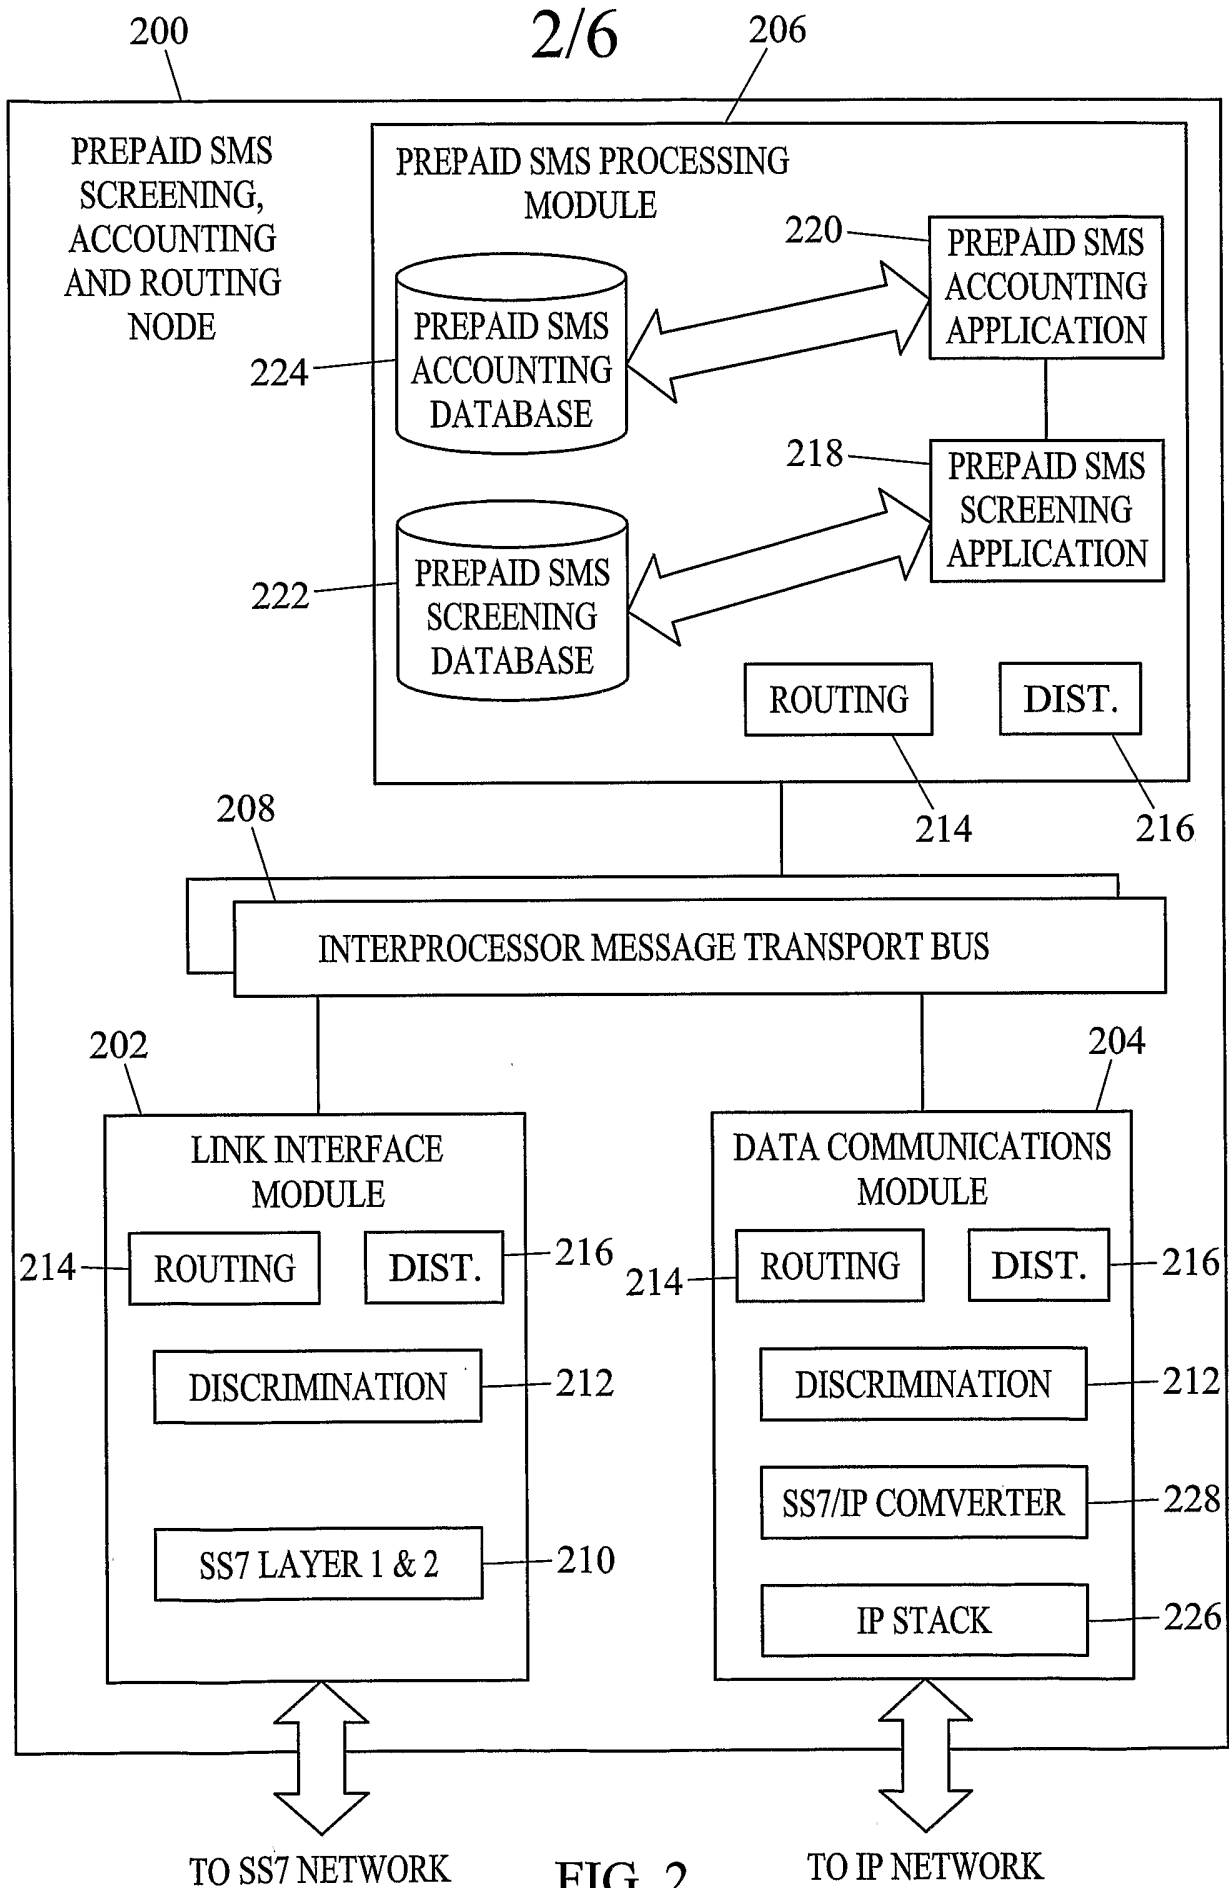 2/6
200
206
PREPAID SMS
SCREENING,
ACCOUNTING
AND ROUTING
NODE
PREPAID SMS PROCESSING
MODULE
220
PREPAID SMS
ACCOUNTING
APPLICATION
224
PREPAID SMS
ACCOUNTING
DATABASE
218
PREPAID SMS
SCREENING
APPLICATION
222
PREPAID SMS
SCREENING
DATABASE
ROUTING
DIST.
214
216
208
INTERPROCESSOR MESSAGE TRANSPORT BUS
202
204
LINK INTERFACE
MODULE
214
ROUTING
DIST.
216
DISCRIMINATION
212
SS7 LAYER 1 & 2
210
DATA COMMUNICATIONS
MODULE
214
ROUTING
DIST.
216
DISCRIMINATION
212
SS7/IP COMVERTER
228
IP STACK
226
TO SS7 NETWORK
FIG. 2
TO IP NETWORK